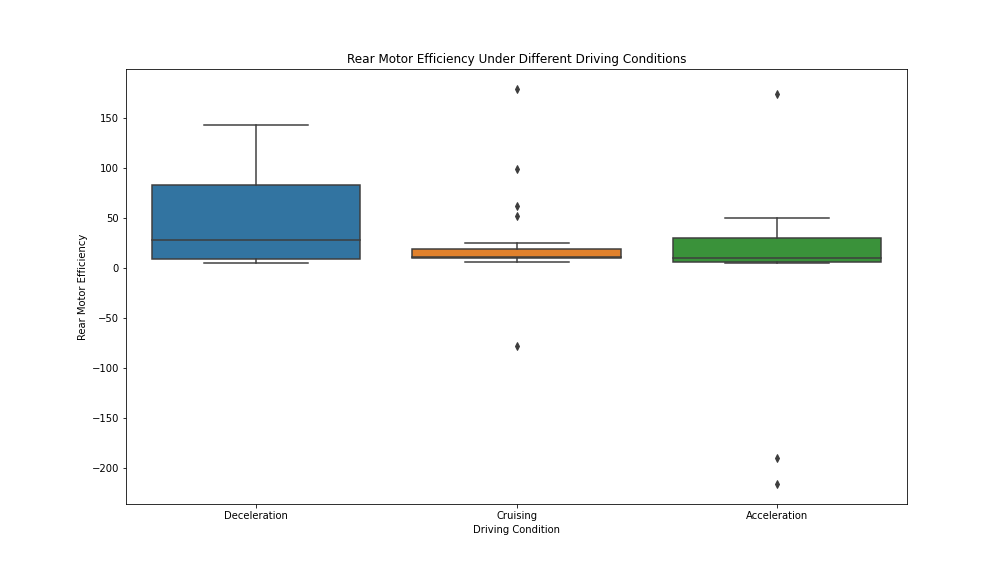 Rear Motor Efficiency Under Different Driving Conditions
Rear Motor Efficiency
150
100
50
0
−50
−100
−150
−200
Deceleration
Cruising
Acceleration
Driving Condition